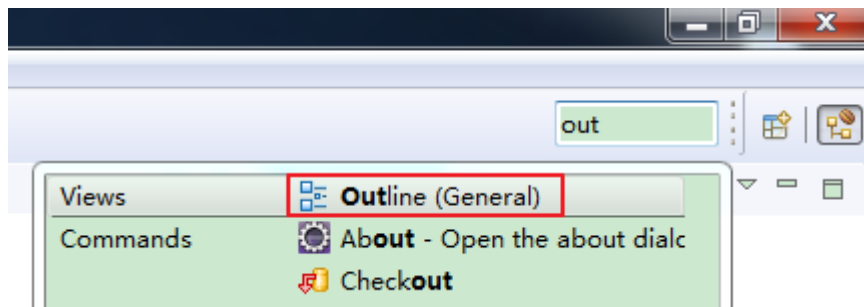 out
Views Outline (General)
Commands About - Open the about dialc
Checkout